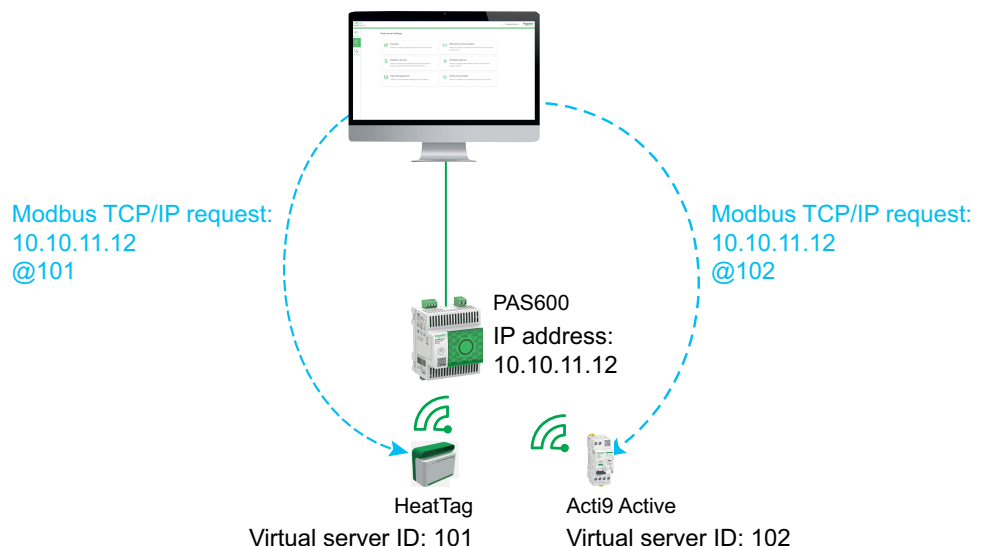 Modbus TCP/IP request:
10.10.11.12
@101
Modbus TCP/IP request:
10.10.11.12
@102
PAS600
IP address:
10.10.11.12
HeatTag
Virtual server ID: 101
Acti9 Active
Virtual server ID: 102